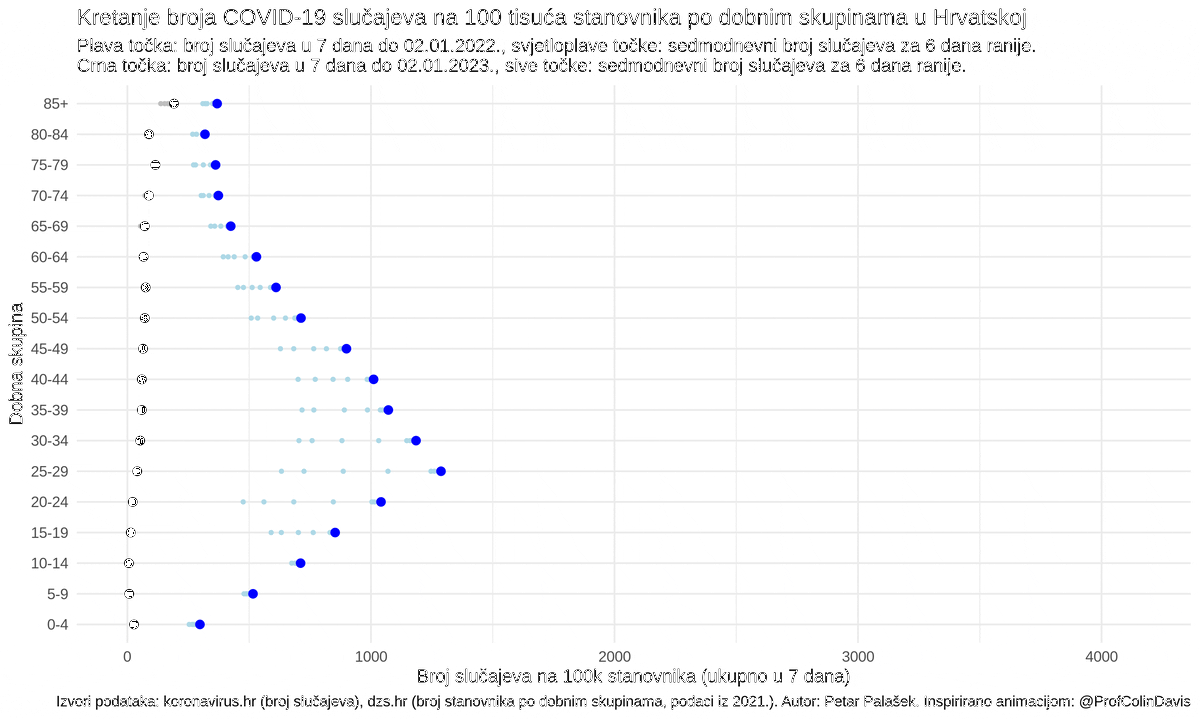 Kretanje broja COVID-19 slučajeva na 100 tisuća stanovnika po dobnim skupinama u Hrvatskoj
Plava točka: broj slučajeva u 7 dana do 02.01.2022., svjetloplave točke: sedmodnevni broj slučajeva za 6 dana ranije.
Crna točka: broj slučajeva u 7 dana do 02.01.2023., sive točke: sedmodnevni broj slučajeva za 6 dana ranije.
Dobna skupina
85+
80-84
75-79
70-74
65-69
60-64
55-59
50-54
45-49
40-44
35-39
30-34
25-29
20-24
15-19
10-14
5-9
0-4
0 1000 2000 3000 4000
Broj slučajeva na 100k stanovnika (ukupno u 7 dana)
Izvori podataka: koronavirus.hr (broj slučajeva), dzs.hr (broj stanovnika po dobnim skupinama, podaci iz 2021.). Autor: Petar Palašek. Inspirirano animacijom: @ProfColinDavis